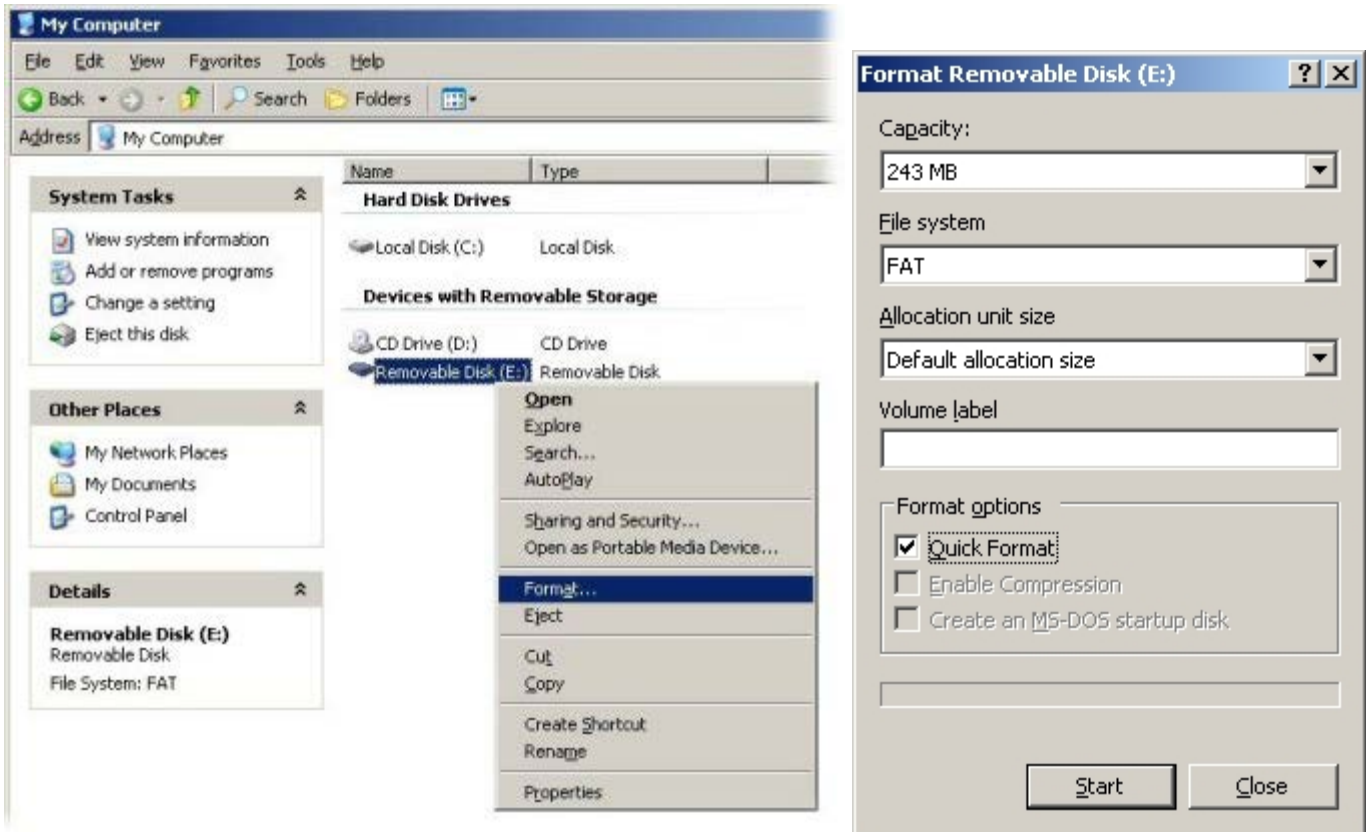 My Computer
File Edit View Favorites Tools Help
Back Search Folders
Address My Computer
System Tasks
View system information
Add or remove programs
Change a setting
Eject this disk
Other Places
My Network Places
My Documents
Control Panel
Details
Removable Disk (E:)
Removable Disk
File System: FAT
Name Type
Hard Disk Drives
Local Disk (C:) Local Disk
Devices with Removable Storage
CD Drive (D:) CD Drive
Removable Disk (E:) Removable Disk
Open
Explore
Search...
AutoPlay
Sharing and Security...
Open as Portable Media Device...
Format...
Eject
Cut
Copy
Create Shortcut
Rename
Properties
Format Removable Disk (E:)
Capacity:
243 MB
File system
FAT
Allocation unit size
Default allocation size
Volume label
Format options
Quick Format
Enable Compression
Create an MS-DOS startup disk
Start Close